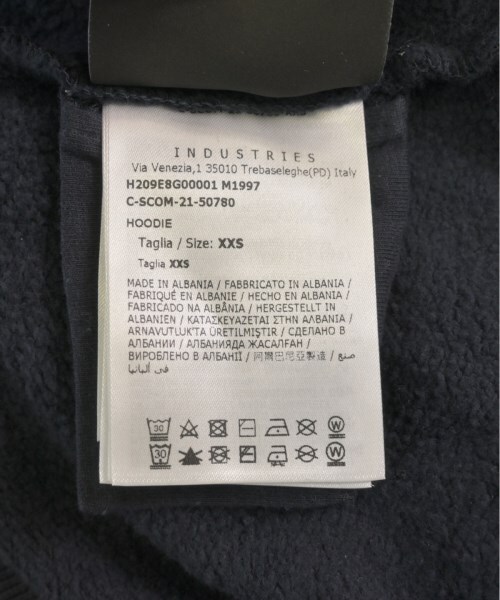 INDUSTRIES
Via Venezia,1 35010 Trebaseleghe(PD) Italy
H209E8G00001 M1997
C-SCOM-21-50780
HOODIE
Taglia / Size: XXS
Taglia XXS
MADE IN ALBANIA / FABBRICATO IN ALBANIA /
FABRIQUÉ EN ALBANIE / HECHO EN ALBANIA /
FABRICADO NA ALBÂNIA / HERGESTELLT IN
ALBANIEN / ΚΑΤΑΣΚΕΥΑΖΕΤΑΙ ΣΤΗΝ ΑΛΒΑΝΙΑ /
ARNAVUTLUKTA ÜRETILMIŞTIR / СДЕЛАНО В
АЛБАНИИ / АЛБАНИЯДА ЖАСАЛҒАН /
ВИРОБЛЕНО В АЛБАНІЇ / 阿爾巴尼亞製造 / صنع
في ألبانيا
30 W
30 W